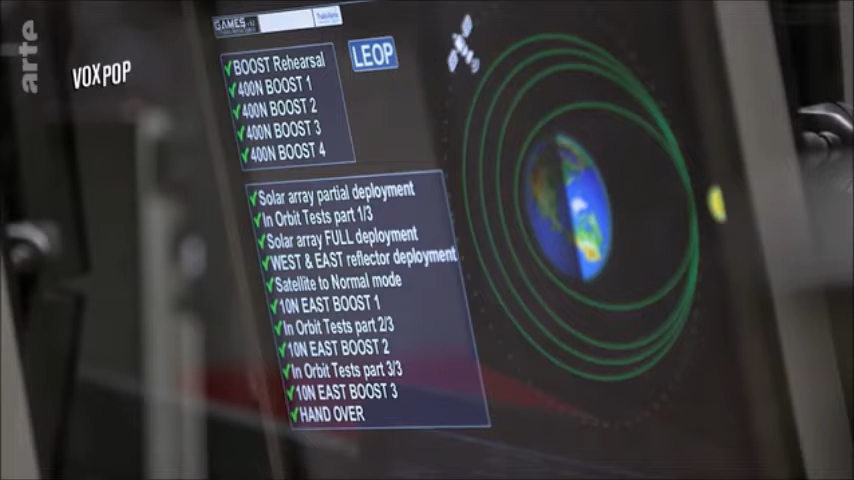 arte
VOXPOP
GAMES
LEOP
BOOST Rehearsal
400N BOOST 1
400N BOOST 2
400N BOOST 3
400N BOOST 4
Solar array partial deployment
In Orbit Tests part 1/3
Solar array FULL deployment
WEST & EAST reflector deployment
Satellite to Normal mode
10N EAST BOOST 1
In Orbit Tests part 2/3
10N EAST BOOST 2
In Orbit Tests part 3/3
10N EAST BOOST 3
HAND OVER